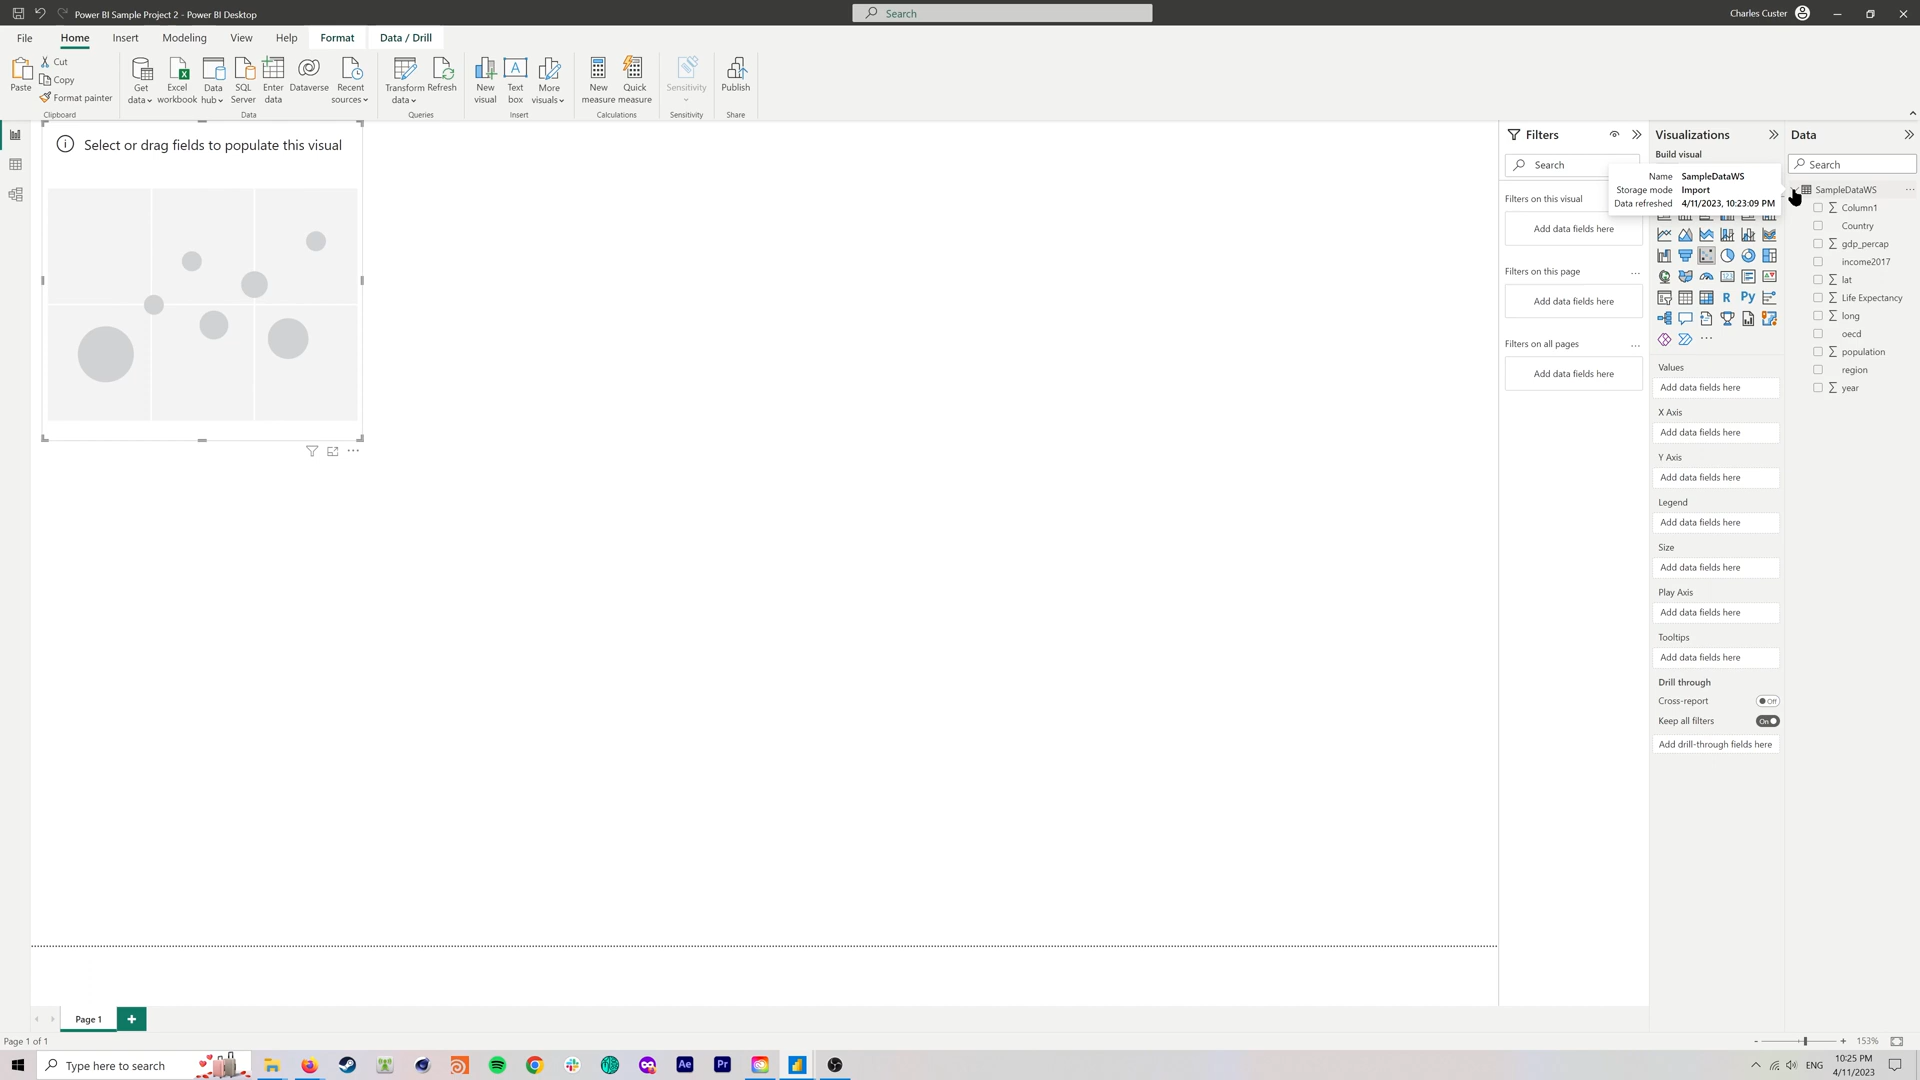 Power BI Sample Project 2 - Power BI Desktop
Search
Charles Custer
File Home Insert Modeling View Help Format Data / Drill
Paste
Cut
Copy
Format painter
Clipboard
Get data
Excel workbook
Data hub
SQL Server
Enter data
Dataverse
Recent sources
Data
Transform data
Refresh
Queries
New visual
Text box
More visuals
Insert
New measure
Quick measure
Calculations
Sensitivity
Sensitivity
Publish
Share
Select or drag fields to populate this visual
Filters
Search
Filters on this visual
Add data fields here
Filters on this page
...
Add data fields here
Filters on all pages
...
Add data fields here
Visualizations
Build visual
Name SampleDataWS
Storage mode Import
Data refreshed 4/11/2023, 10:23:09 PM
R Py
123
...
Values
Add data fields here
X Axis
Add data fields here
Y Axis
Add data fields here
Legend
Add data fields here
Size
Add data fields here
Play Axis
Add data fields here
Tooltips
Add data fields here
Drill through
Cross-report Off
Keep all filters On
Add drill-through fields here
Data
Search
SampleDataWS ...
∑ Column1
Country
∑ gdp_percap
income2017
∑ lat
∑ Life Expectancy
∑ long
oecd
∑ population
region
∑ year
Page 1
+
Page 1 of 1
- + 153%
Type here to search
Ae Pr
ENG
10:25 PM
4/11/2023